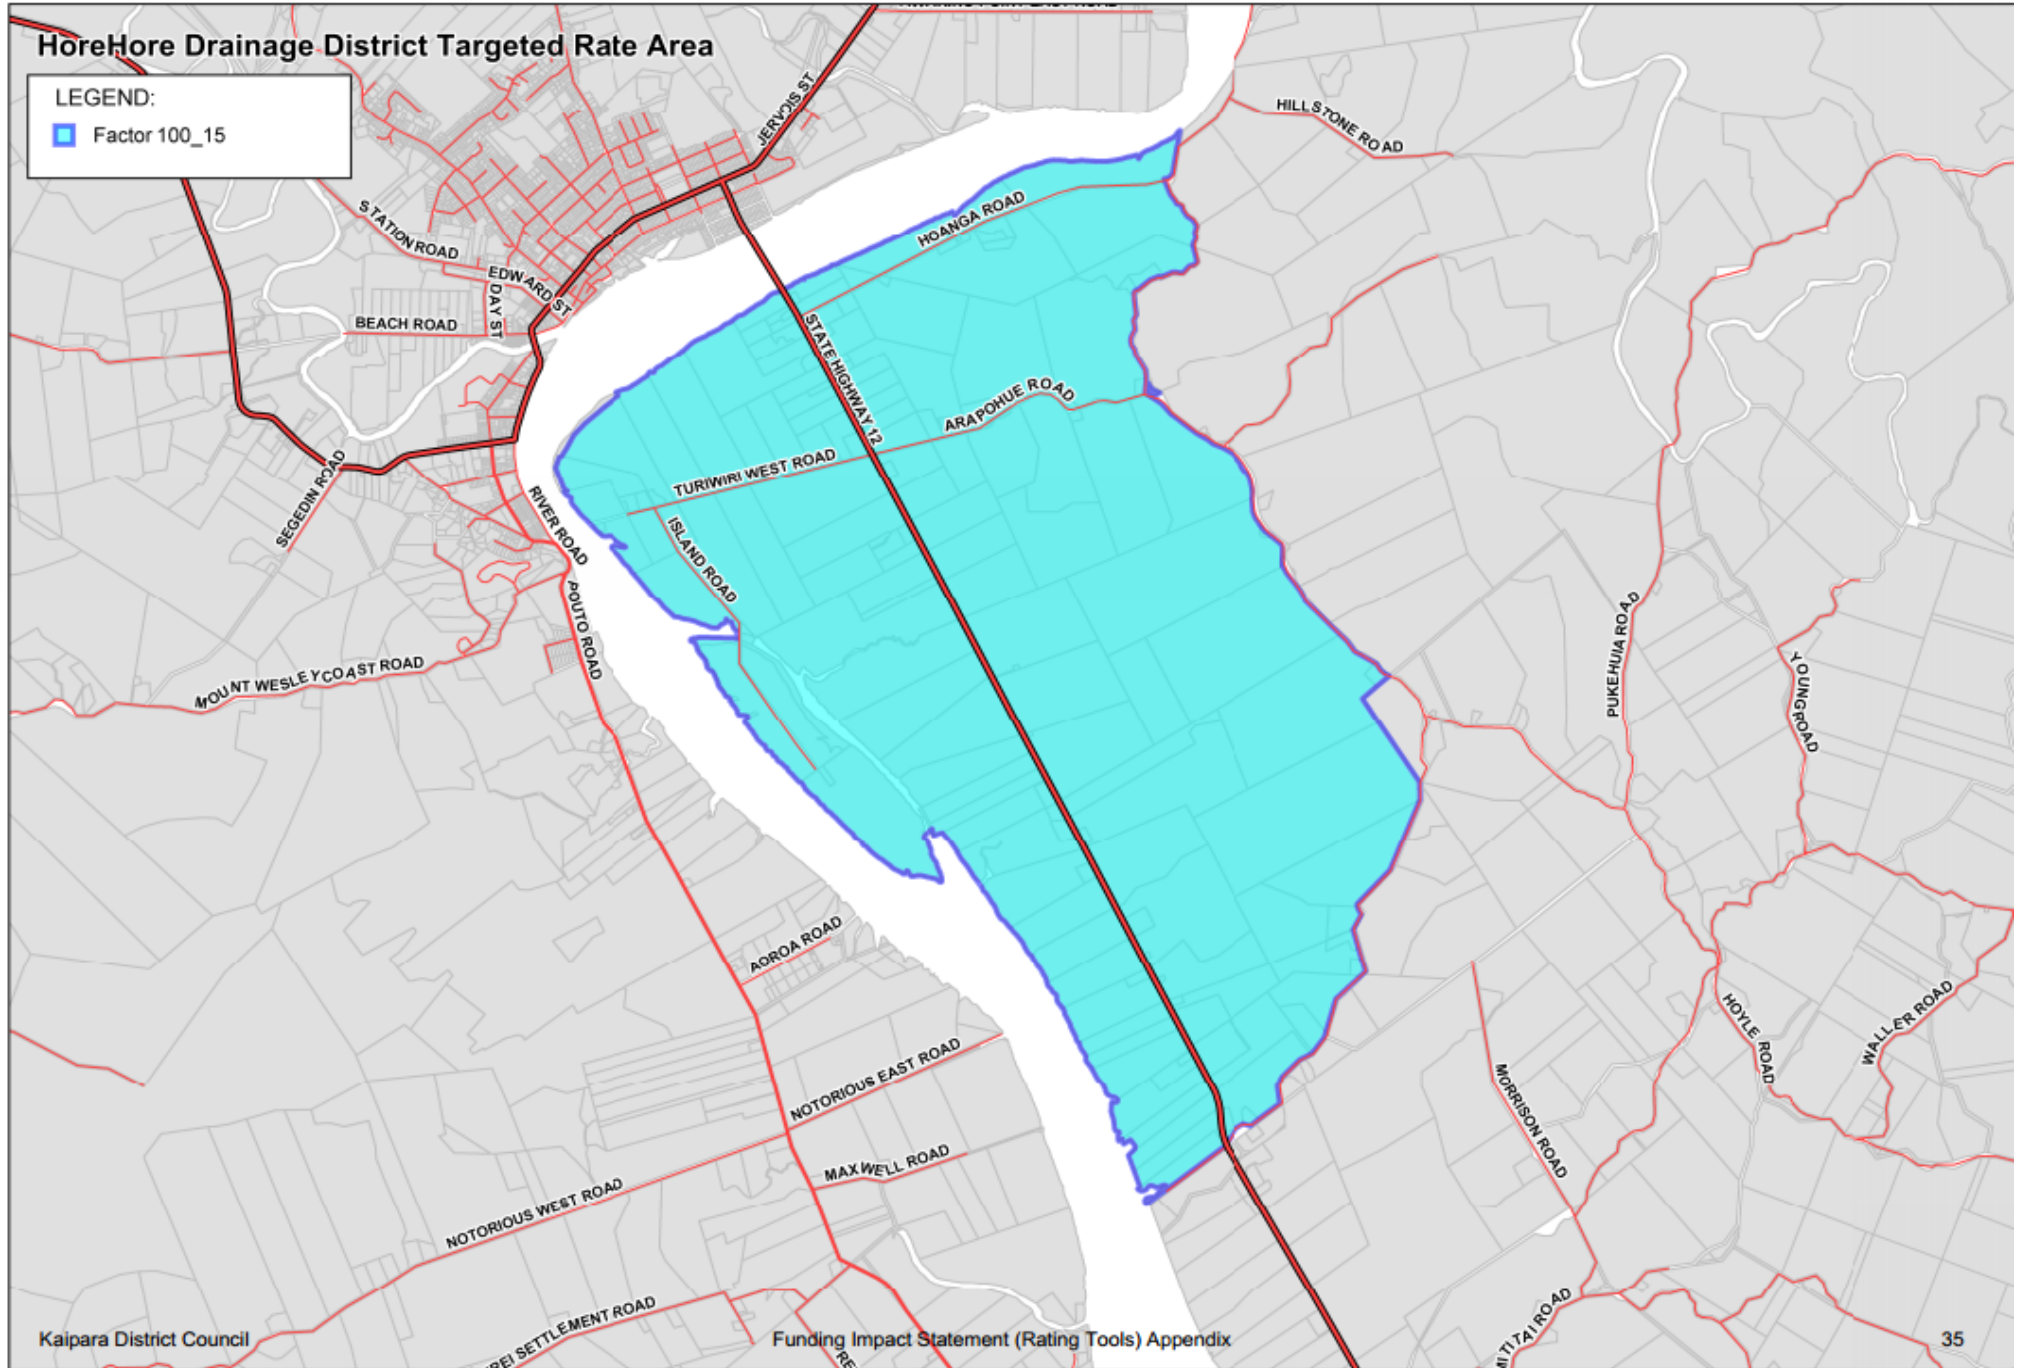 HoreHore Drainage District Targeted Rate Area
LEGEND:
Factor 100_15
JERVOIS ST
HILLSTONE ROAD
STATION ROAD
HOANGA ROAD
EDWARD ST
DAY ST
BEACH ROAD
STATE HIGHWAY 12
ARAPOHUE ROAD
TURIWIRI WEST ROAD
SEGEDIN ROAD
RIVER ROAD
ISLAND ROAD
POUTO ROAD
MOUNT WESLEY COAST ROAD
PUKEHUIA ROAD
YOUNG ROAD
AOROA ROAD
NOTORIOUS EAST ROAD
HOYLE ROAD
WALLER ROAD
MORRISON ROAD
MAXWELL ROAD
NOTORIOUS WEST ROAD
SETTLEMENT ROAD
ROAD
Kaipara District Council
Funding Impact Statement (Rating Tools) Appendix
35